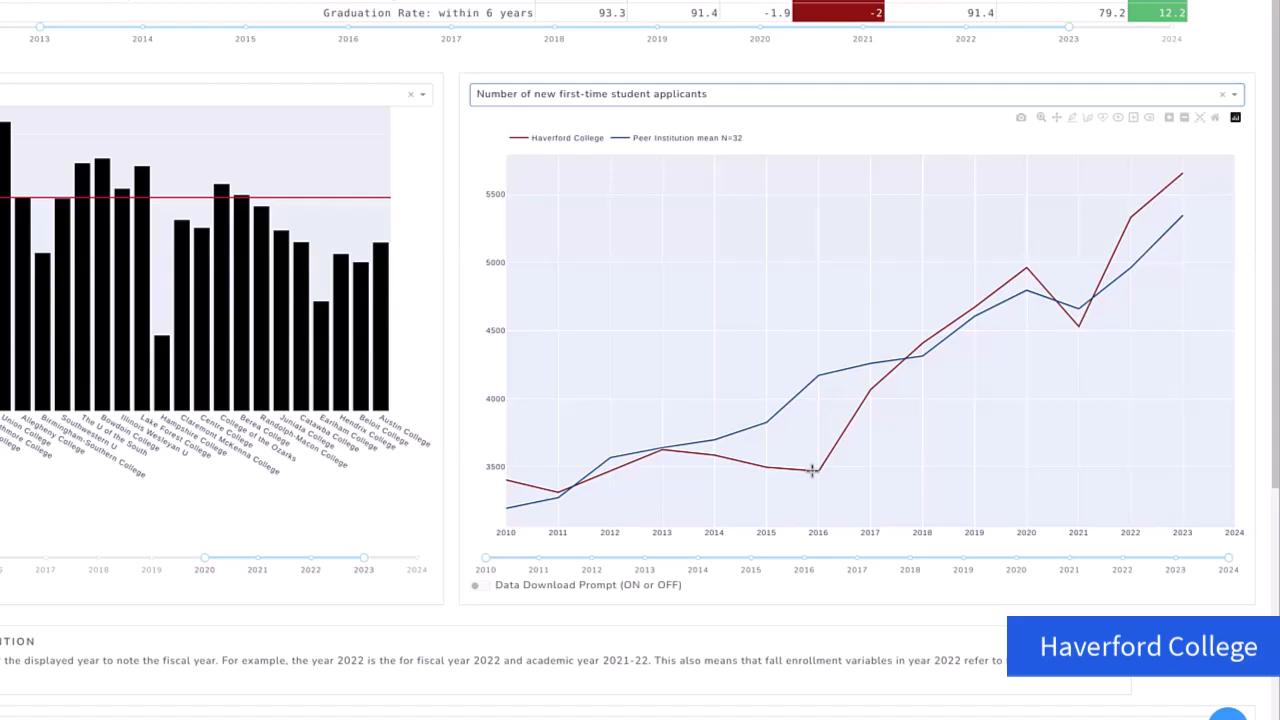 Graduation Rate: within 6 years 93.3 91.4 -1.9 -2 91.4 79.2 12.2
2013 2014 2015 2016 2017 2018 2019 2020 2021 2022 2023 2024
Number of new first-time student applicants
Haverford College Peer Institution mean N=32
5500
5000
4500
4000
3500
2010 2011 2012 2013 2014 2015 2016 2017 2018 2019 2020 2021 2022 2023 2024
2010 2011 2012 2013 2014 2015 2016 2017 2018 2019 2020 2021 2022 2023 2024
Data Download Prompt (ON or OFF)
Union College
Allegheny College
Birmingham-Southern College
Southwestern U
The U of the South
Bowdoin College
Illinois Wesleyan U
Lake Forest College
Hampshire College
Claremont McKenna College
Centre College
College of the Ozarks
Berea College
Randolph-Macon College
Juniata College
Catawba College
Earlham College
Hendrix College
Beloit College
Austin College
2017 2018 2019 2020 2021 2022 2023 2024
NTION
the displayed year to note the fiscal year. For example, the year 2022 is the for fiscal year 2022 and academic year 2021-22. This also means that fall enrollment variables in year 2022 refer to
Haverford College